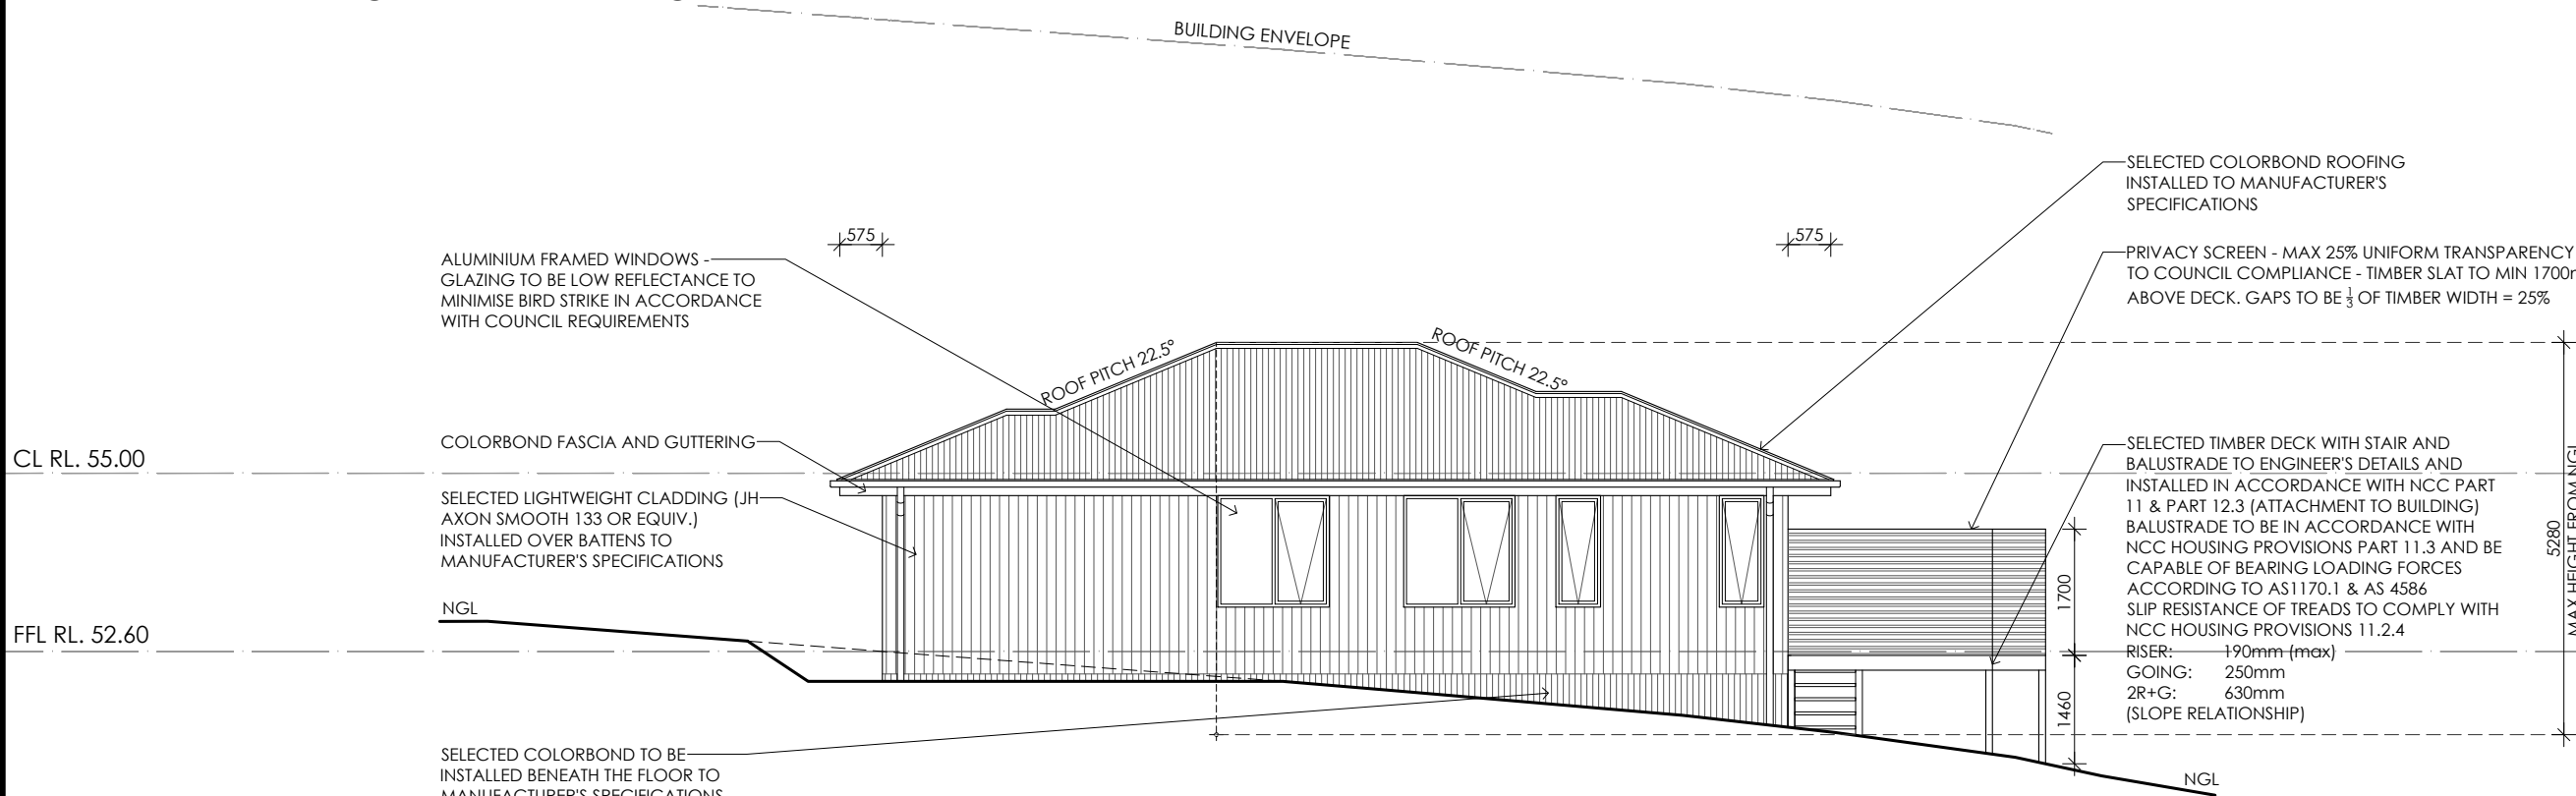 BUILDING ENVELOPE
SELECTED COLORBOND ROOFING
INSTALLED TO MANUFACTURER'S
SPECIFICATIONS
575
575
ALUMINIUM FRAMED WINDOWS -
GLAZING TO BE LOW REFLECTANCE TO
MINIMISE BIRD STRIKE IN ACCORDANCE
WITH COUNCIL REQUIREMENTS
PRIVACY SCREEN - MAX 25% UNIFORM TRANSPARENCY
TO COUNCIL COMPLIANCE - TIMBER SLAT TO MIN 1700
ABOVE DECK. GAPS TO BE 1/3 OF TIMBER WIDTH = 25%
ROOF PITCH 22.5°
ROOF PITCH 22.5°
COLORBOND FASCIA AND GUTTERING
CL RL. 55.00
SELECTED LIGHTWEIGHT CLADDING (JH
AXON SMOOTH 133 OR EQUIV.)
INSTALLED OVER BATTENS TO
MANUFACTURER'S SPECIFICATIONS
SELECTED TIMBER DECK WITH STAIR AND
BALUSTRADE TO ENGINEER'S DETAILS AND
INSTALLED IN ACCORDANCE WITH NCC PART
11 & PART 12.3 (ATTACHMENT TO BUILDING)
BALUSTRADE TO BE IN ACCORDANCE WITH
NCC HOUSING PROVISIONS PART 11.3 AND BE
CAPABLE OF BEARING LOADING FORCES
ACCORDING TO AS1170.1 & AS 4586
SLIP RESISTANCE OF TREADS TO COMPLY WITH
NCC HOUSING PROVISIONS 11.2.4
RISER: 190mm (max)
GOING: 250mm
2R+G: 630mm
(SLOPE RELATIONSHIP)
5280
MAX HEIGHT FROM NGL
1700
1460
NGL
FFL RL. 52.60
SELECTED COLORBOND TO BE
INSTALLED BENEATH THE FLOOR TO
MANUFACTURER'S SPECIFICATIONS
NGL